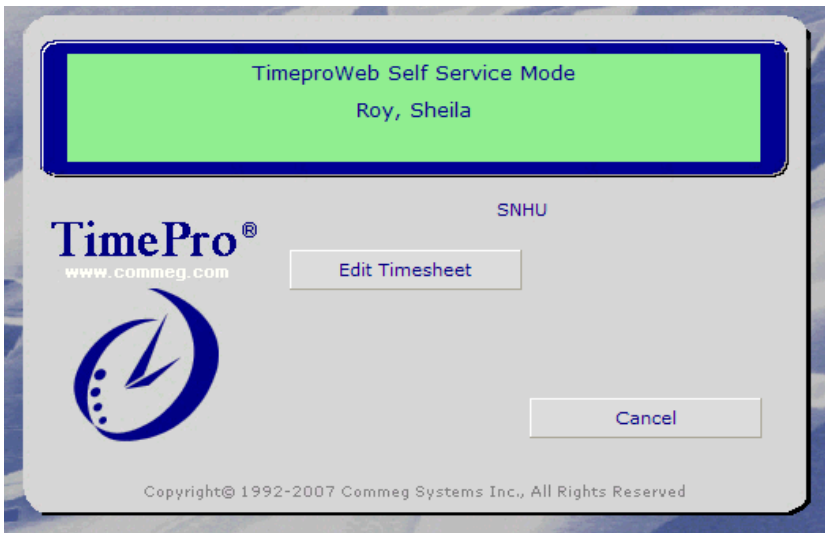 TimeproWeb Self Service Mode
Roy, Sheila
SNHU
TimePro®
www.commeg.com
Edit Timesheet
Cancel
Copyright© 1992-2007 Commeg Systems Inc., All Rights Reserved